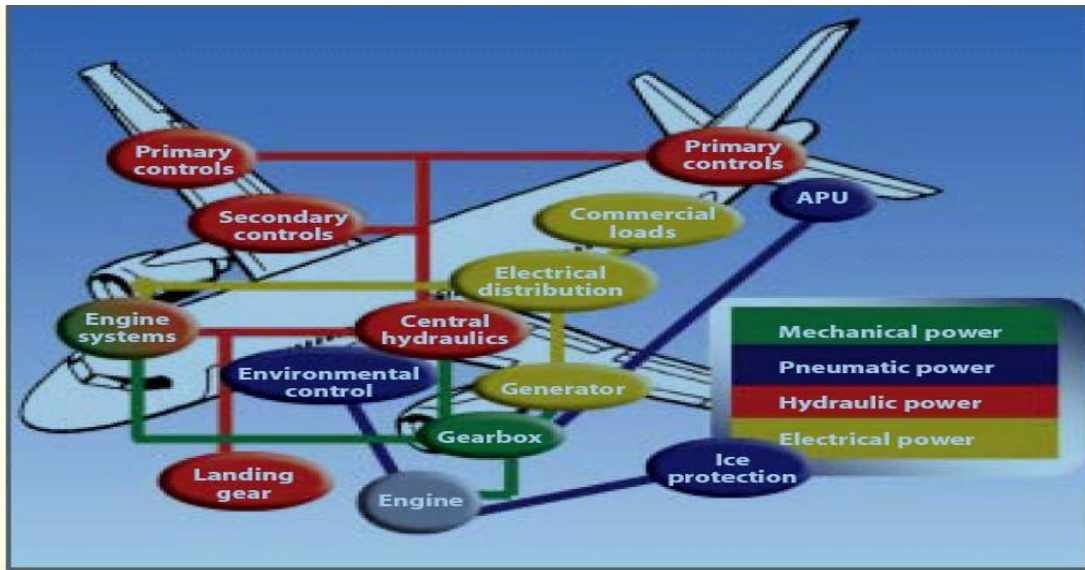 Primary
controls
Primary
controls
APU
Secondary
controls
Commercial
loads
Electrical
distribution
Engine
systems
Central
hydraulics
Mechanical power
Environmental
control
Generator
Pneumatic power
Hydraulic power
Gearbox
Electrical power
Landing
gear
Engine
Ice
protection